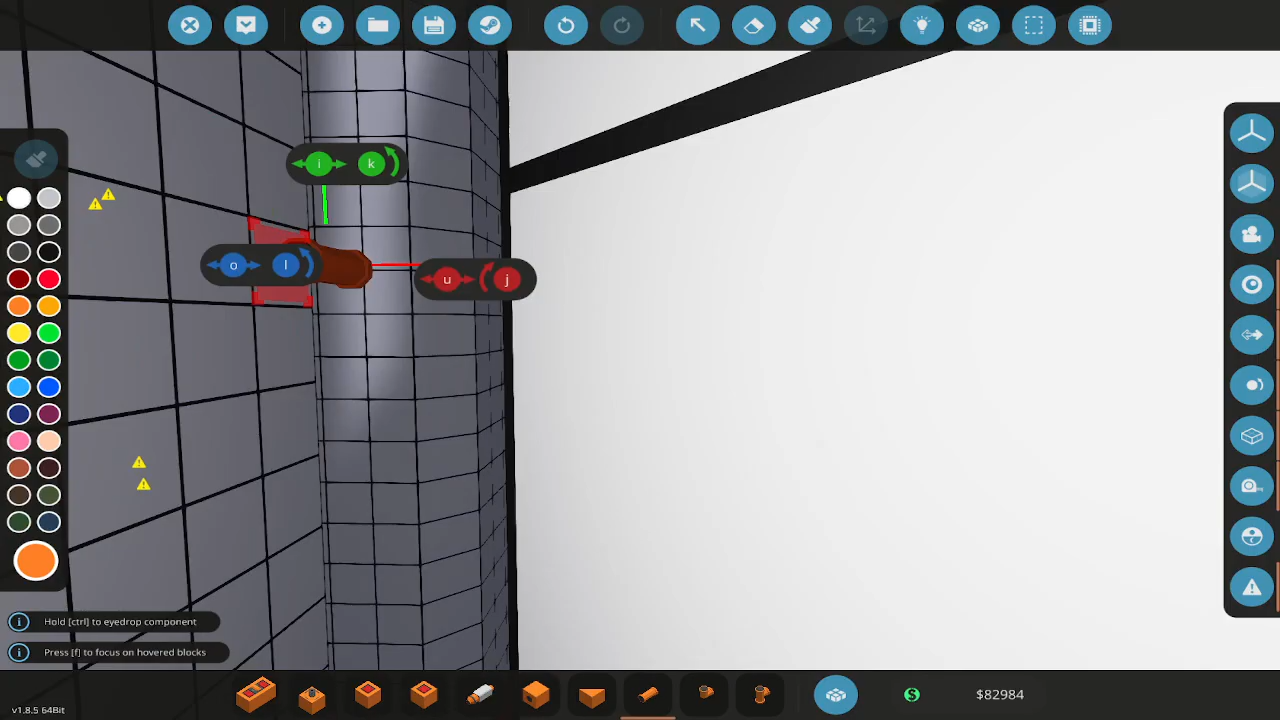 i k
o l
u j
Hold [ctrl] to eyedrop component
Press [f] to focus on hovered blocks
v1.8.5 64Bit
$ $82984